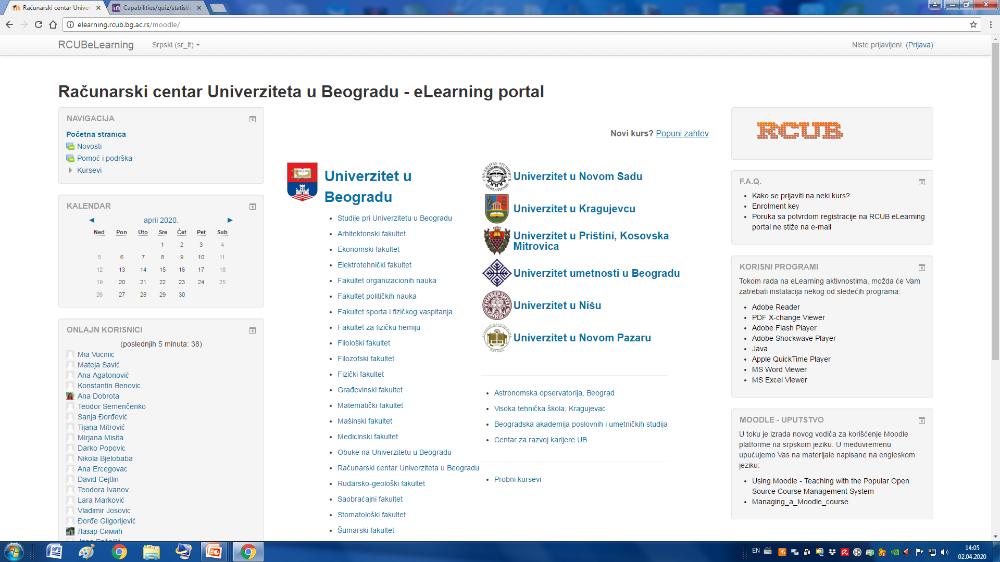 Računarski centar Univer
Capabilities/quiz/statistic
elearning.rcub.bg.ac.rs/moodle/
RCUBeLearning
Srpski (sr_lt)
Niste prijavljeni. (Prijava)
Računarski centar Univerziteta u Beogradu - eLearning portal
NAVIGACIJA
Početna stranica
Novosti
Pomoć i podrška
Kursevi
KALENDAR
april 2020.
Ned Pon Uto Sre Čet Pet Sub
1 2 3 4
5 6 7 8 9 10 11
12 13 14 15 16 17 18
19 20 21 22 23 24 25
26 27 28 29 30
ONLAJN KORISNICI
(poslednjih 5 minuta: 38)
Mia Vucinic
Mateja Savić
Ana Agatonović
Konstantin Benovic
Ana Dobrota
Teodor Semenčenko
Sanja Đorđević
Tijana Mitrović
Mirjana Misita
Darko Popovic
Nikola Bjelobaba
Ana Ercegovac
David Cejtlin
Teodora Ivanov
Lara Marković
Vladimir Josovic
Đorđe Gligorijević
Лазар Симић
Novi kurs? Popuni zahtev
Univerzitet u
Beogradu
Studije pri Univerzitetu u Beogradu
Arhitektonski fakultet
Ekonomski fakultet
Elektrotehnički fakultet
Fakultet organizacionih nauka
Fakultet političkih nauka
Fakultet sporta i fizičkog vaspitanja
Fakultet za fizičku hemiju
Filološki fakultet
Filozofski fakultet
Fizički fakultet
Građevinski fakultet
Matematički fakultet
Mašinski fakultet
Medicinski fakultet
Obuke na Univerzitetu u Beogradu
Računarski centar Univerziteta u Beogradu
Rudarsko-geološki fakultet
Saobraćajni fakultet
Stomatološki fakultet
Šumarski fakultet
Univerzitet u Novom Sadu
Univerzitet u Kragujevcu
Univerzitet u Prištini, Kosovska
Mitrovica
Univerzitet umetnosti u Beogradu
Univerzitet u Nišu
Univerzitet u Novom Pazaru
Astronomska opservatorija, Beograd
Visoka tehnička škola, Kragujevac
Beogradska akademija poslovnih i umetničkih studija
Centar za razvoj karijere UB
Probni kursevi
RCUB
F.A.Q.
Kako se prijaviti na neki kurs?
Enrolment key
Poruka sa potvrdom registracije na RCUB eLearning
portal ne stiže na e-mail
KORISNI PROGRAMI
Tokom rada na eLearning aktivnostima, možda će Vam
zatrebati instalacija nekog od sledećih programa:
Adobe Reader
PDF X-change Viewer
Adobe Flash Player
Adobe Shockwave Player
Java
Apple QuickTime Player
MS Word Viewer
MS Excel Viewer
MOODLE - UPUTSTVO
U toku je izrada novog vodiča za korišćenje Moodle
platforme na srpskom jeziku. U međuvremenu
upućujemo Vas na materijale napisane na engleskom
jeziku:
Using Moodle - Teaching with the Popular Open
Source Course Management System
Managing_a_Moodle_course
EN
14:05
02.04.2020